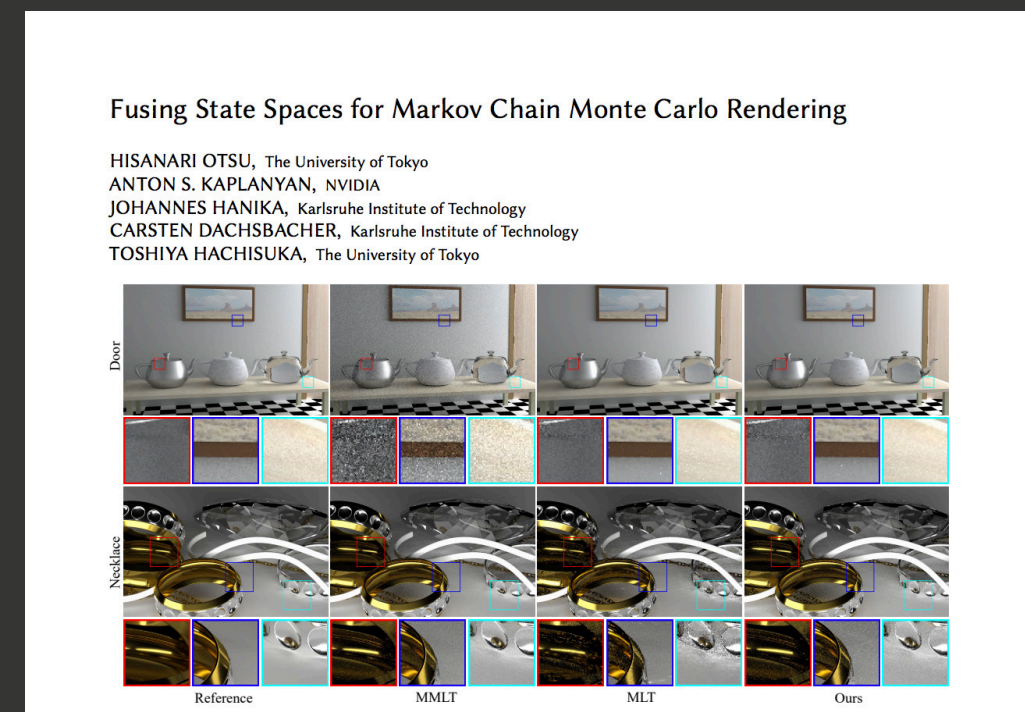 Fusing State Spaces for Markov Chain Monte Carlo Rendering
HISANARI OTSU, The University of Tokyo
ANTON S. KAPLANYAN, NVIDIA
JOHANNES HANIKA, Karlsruhe Institute of Technology
CARSTEN DACHSBACHER, Karlsruhe Institute of Technology
TOSHIYA HACHISUKA, The University of Tokyo
Door
Necklace
Reference MMLT MLT Ours